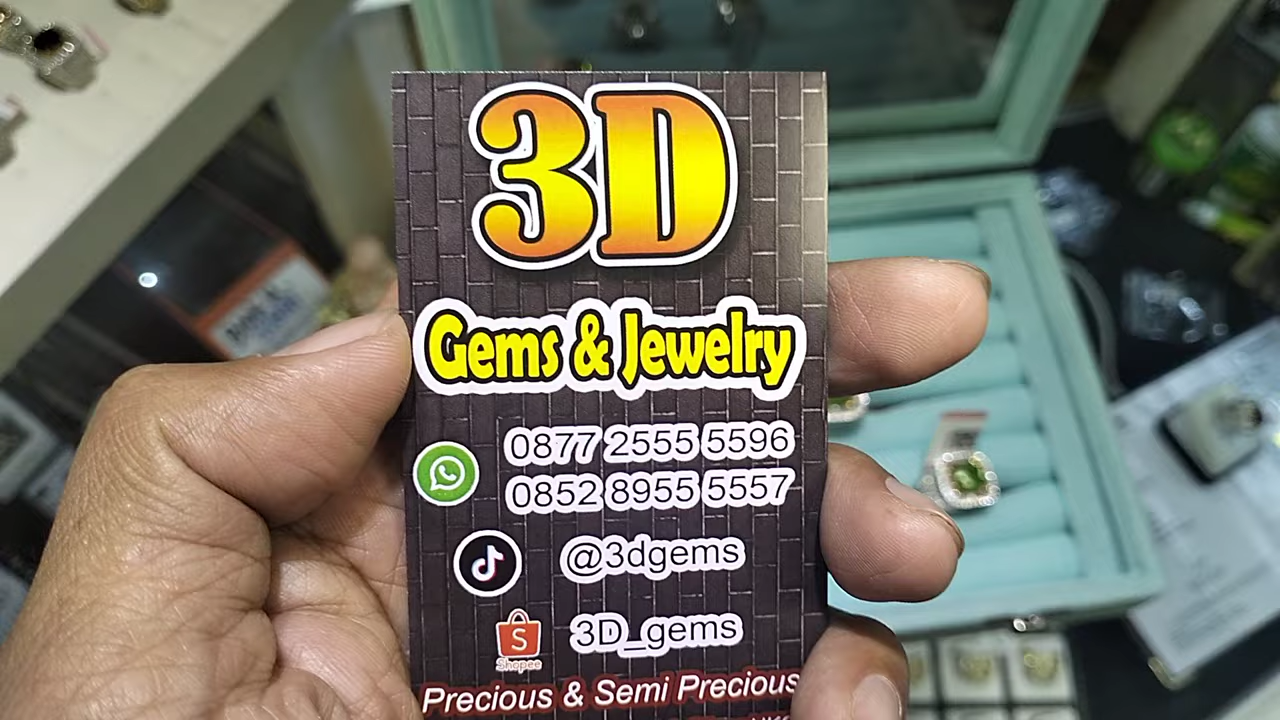 3D
Gems & Jewelry
0877 2555 5596
0852 8955 5557
@3dgems
3D_gems
Shopee
Precious & Semi Precious